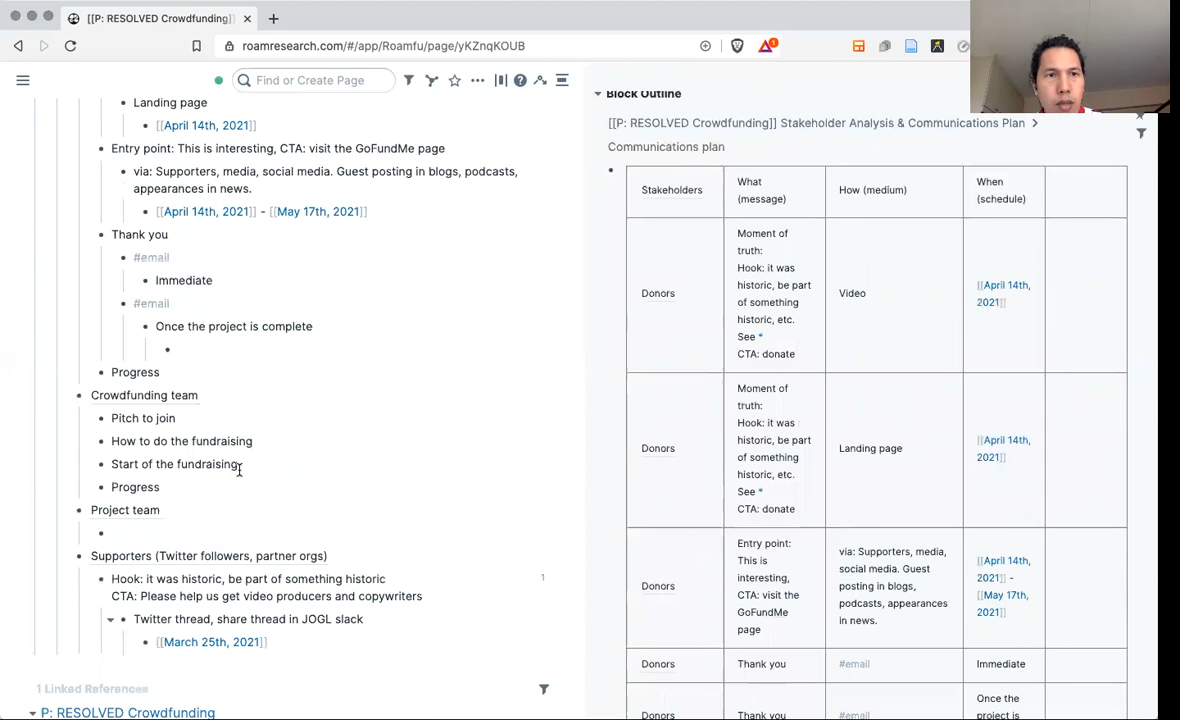 [[P: RESOLVED Crowdfunding]]
roamresearch.com/#/app/Roamfu/page/yKZnqKOUB
1
Find or Create Page
Landing page
[[April 14th, 2021]]
Entry point: This is interesting, CTA: visit the GoFundMe page
via: Supporters, media, social media. Guest posting in blogs, podcasts,
appearances in news.
[[April 14th, 2021]] - [[May 17th, 2021]]
Thank you
#email
Immediate
#email
Once the project is complete
Progress
Crowdfunding team
Pitch to join
How to do the fundraising
Start of the fundraising
Progress
Project team
Supporters (Twitter followers, partner orgs)
Hook: it was historic, be part of something historic
1
CTA: Please help us get video producers and copywriters
Twitter thread, share thread in JOGL slack
[[March 25th, 2021]]
1 Linked References
P: RESOLVED Crowdfunding
Block Outline
[[P: RESOLVED Crowdfunding]] Stakeholder Analysis & Communications Plan
Communications plan
Stakeholders
What
(message)
How (medium)
When
(schedule)
Donors
Moment of
truth:
Hook: it was
historic, be part
of something
historic, etc.
See *
CTA: donate
Video
[[April 14th,
2021]]
Donors
Moment of
truth:
Hook: it was
historic, be part
of something
historic, etc.
See *
CTA: donate
Landing page
[[April 14th,
2021]]
Donors
Entry point:
This is
interesting,
CTA: visit the
GoFundMe
page
via: Supporters, media,
social media. Guest
posting in blogs,
podcasts, appearances
in news.
[[April 14th,
2021]] -
[[May 17th,
2021]]
Donors
Thank you
#email
Immediate
Donors
Thank you
#email
Once the
project is